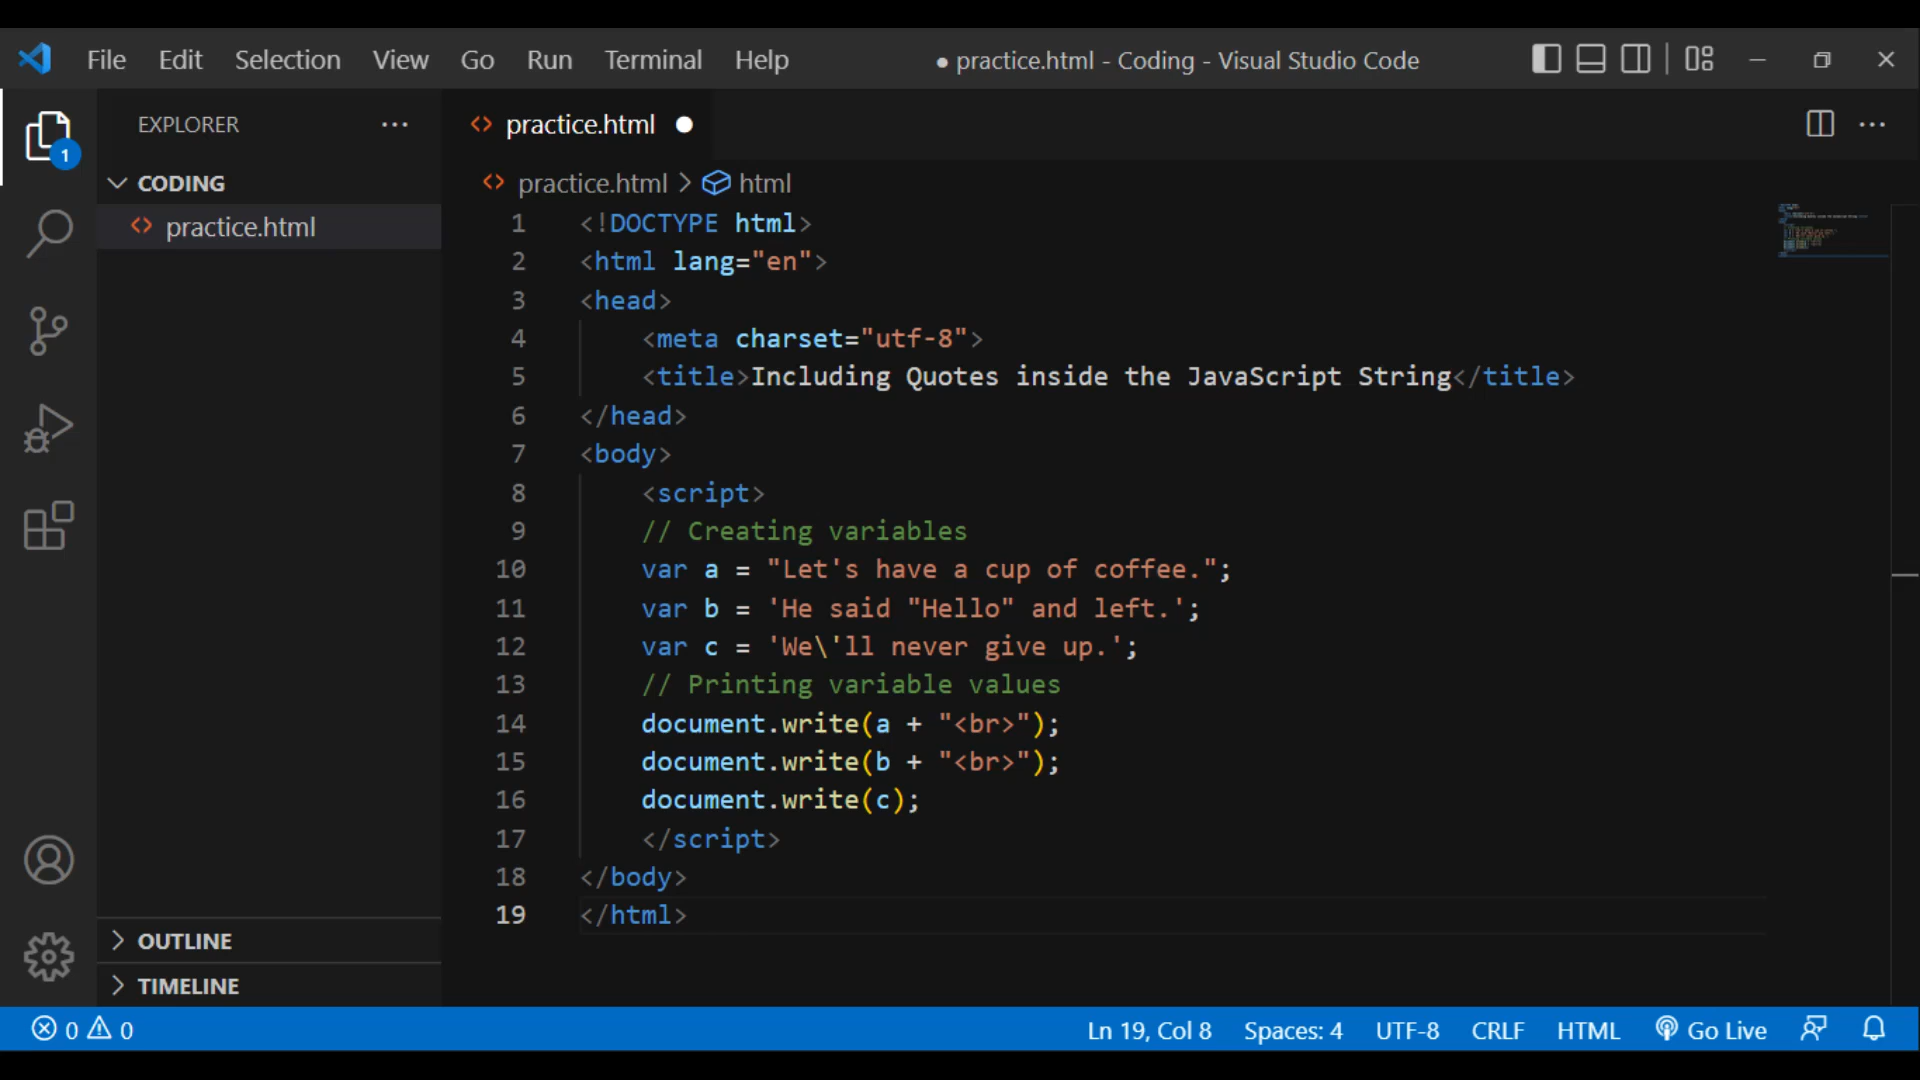 File Edit Selection View Go Run Terminal Help ● practice.html - Coding - Visual Studio Code
EXPLORER ···
1
CODING
practice.html
practice.html ●
practice.html > html
1 <!DOCTYPE html>
2 <html lang="en">
3 <head>
4     <meta charset="utf-8">
5     <title>Including Quotes inside the JavaScript String</title>
6 </head>
7 <body>
8     <script>
9     // Creating variables
10     var a = "Let's have a cup of coffee.";
11     var b = 'He said "Hello" and left.';
12     var c = 'We\'ll never give up.';
13     // Printing variable values
14     document.write(a + "<br>");
15     document.write(b + "<br>");
16     document.write(c);
17     </script>
18 </body>
19 </html>
OUTLINE
TIMELINE
0 0 Ln 19, Col 8 Spaces: 4 UTF-8 CRLF HTML Go Live